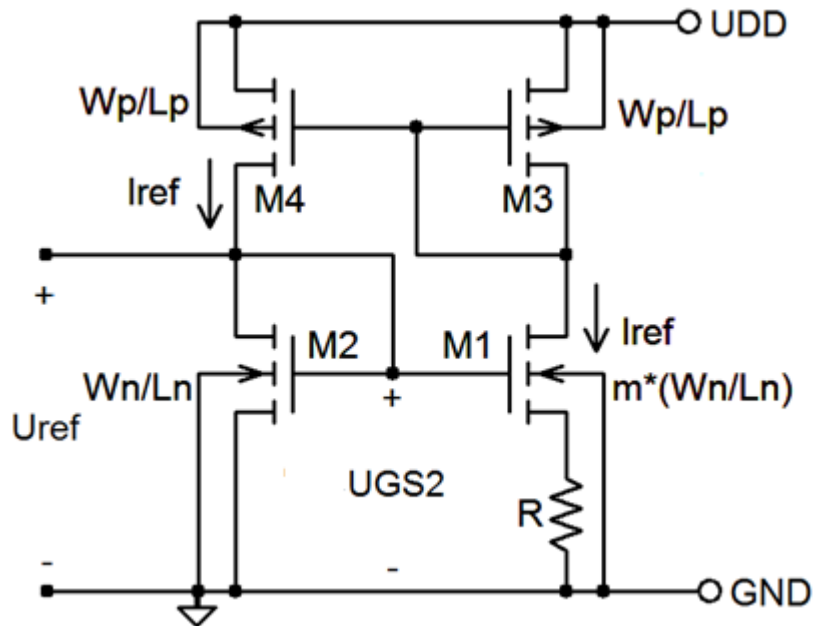 UDD
Wp/Lp
Wp/Lp
Iref
M4
M3
+
M2
M1
Iref
Wn/Ln
+
m*(Wn/Ln)
Uref
UGS2
R
-
-
GND